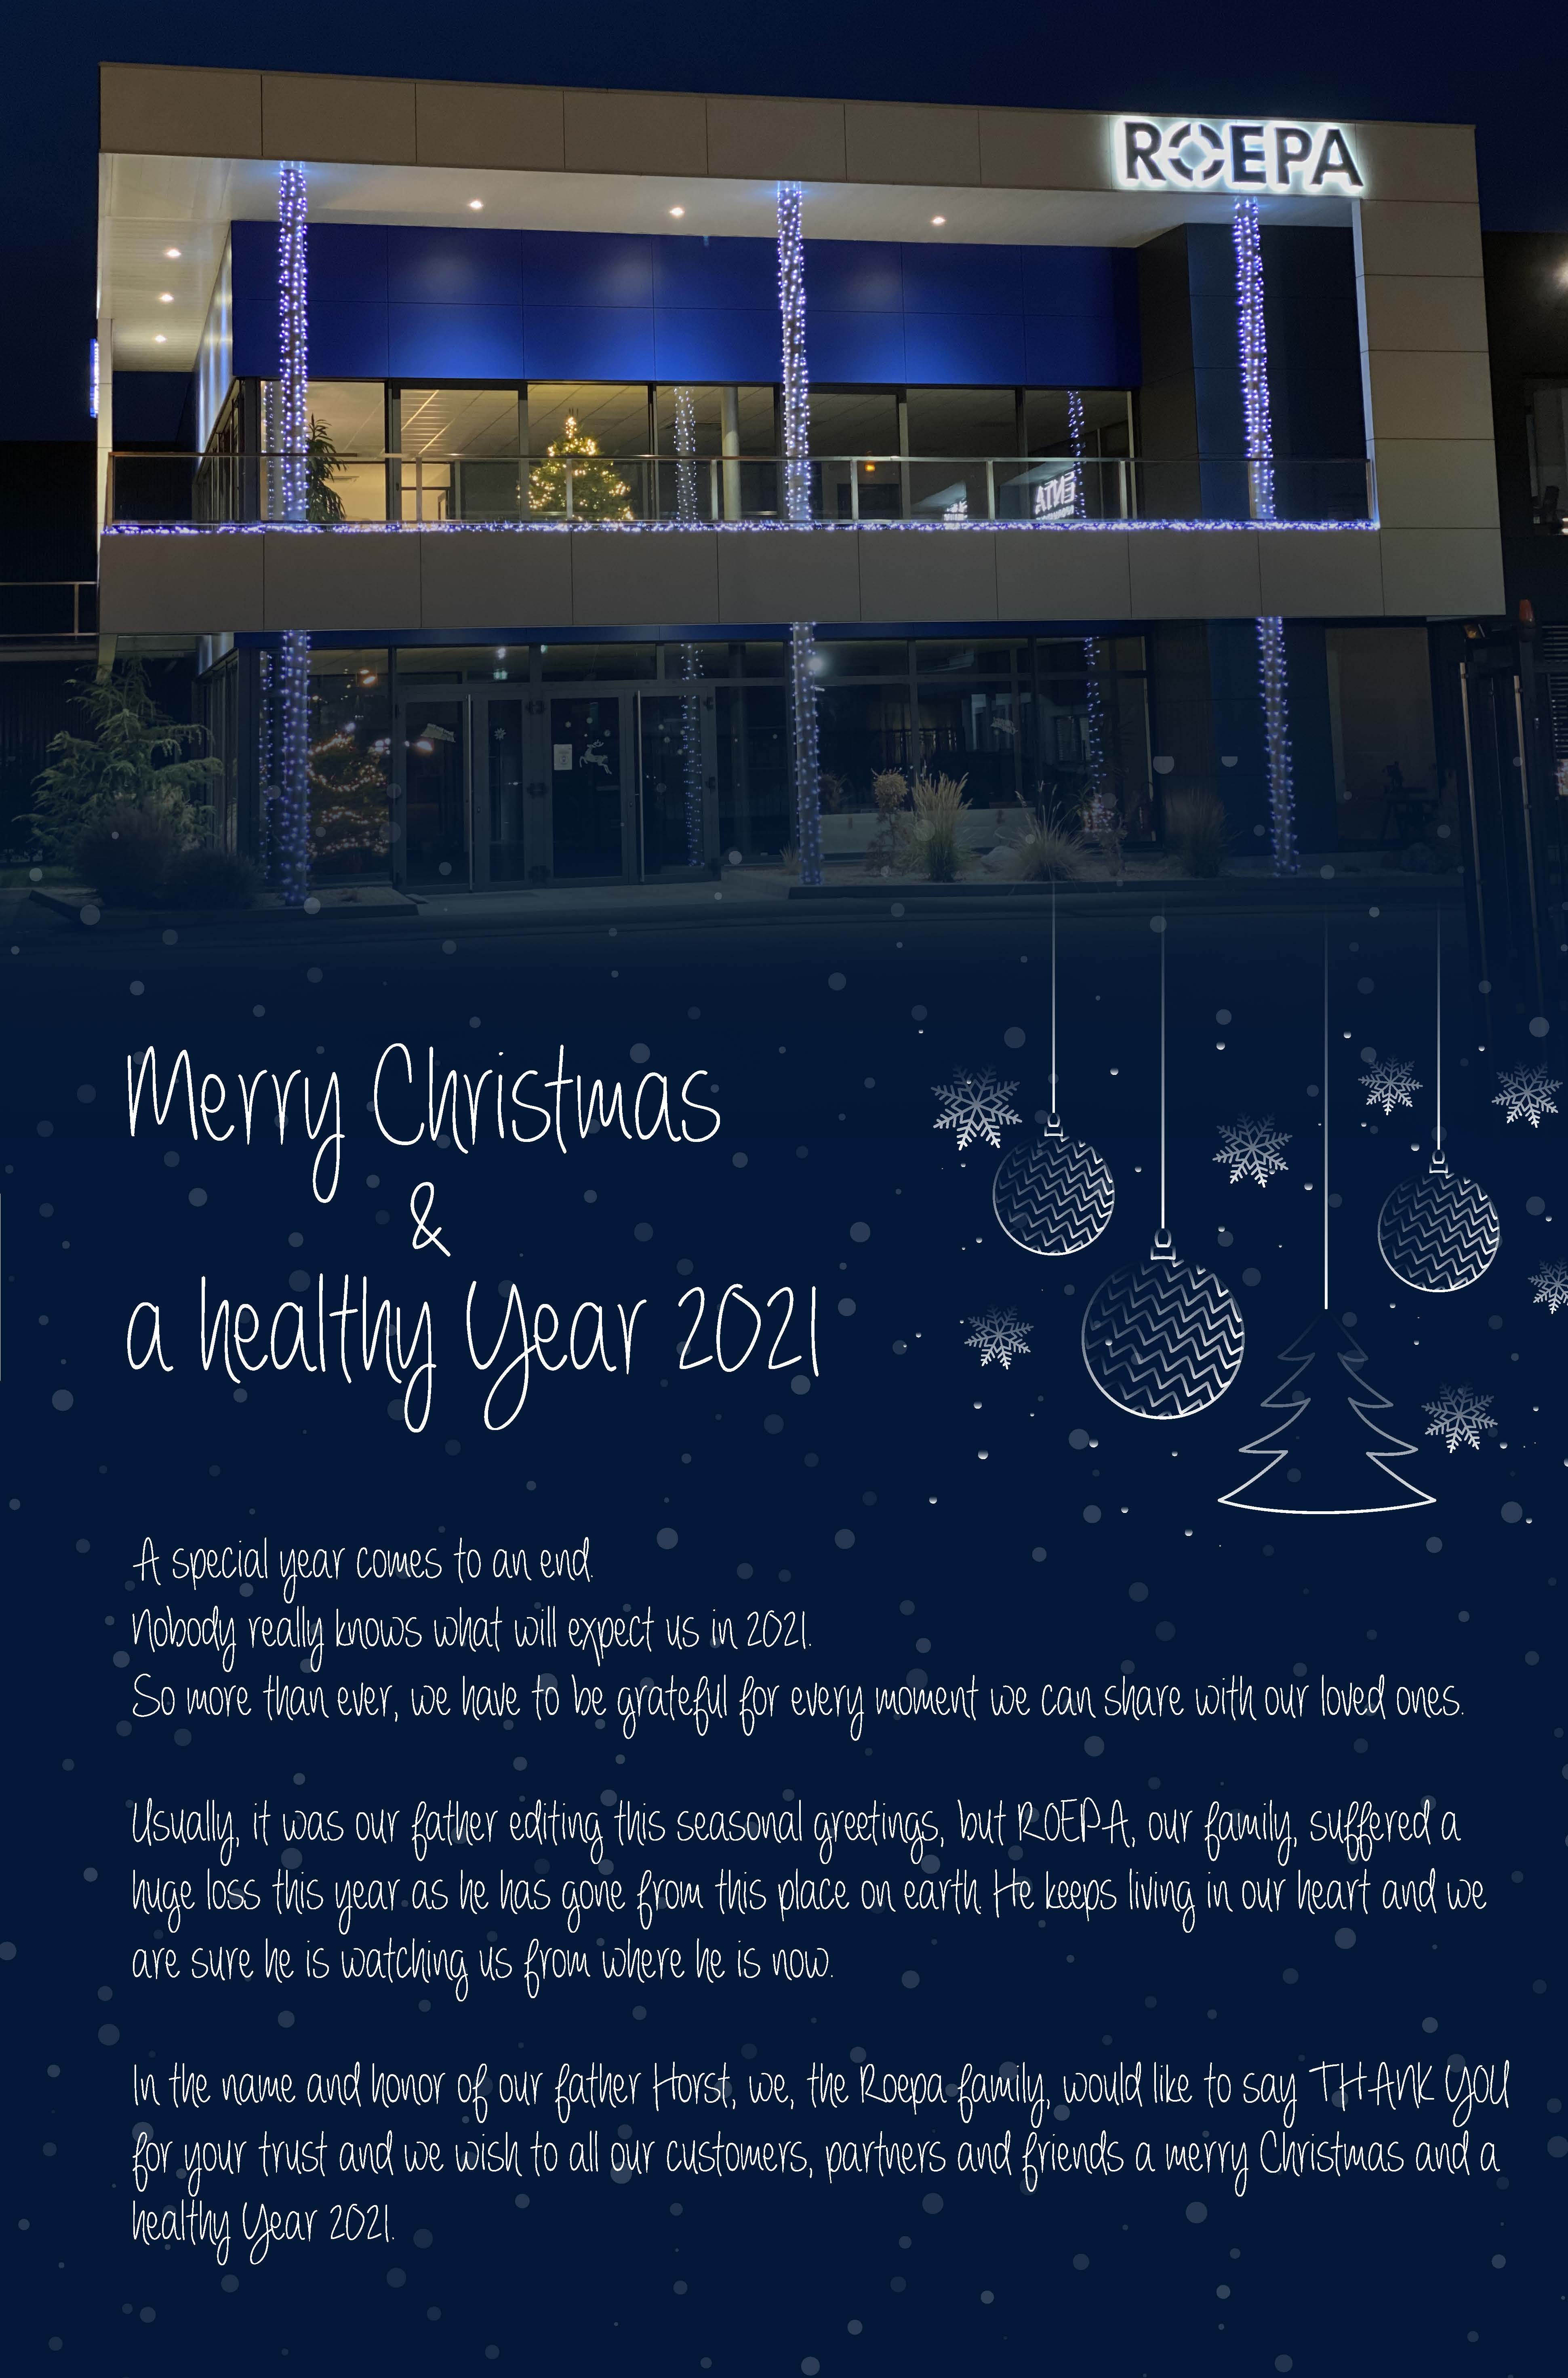 ROEPA
Merry Christmas
&
a healthy Year 2021
A special year comes to an end.
Nobody really knows what will expect us in 2021.
So more than ever, we have to be grateful for every moment we can share with our loved ones.
Usually, it was our father editing this seasonal greetings, but ROEPA, our family, suffered a
huge loss this year as he has gone from this place on earth. He keeps living in our heart and we
are sure he is watching us from where he is now.
In the name and honor of our father Horst, we, the Roepa family, would like to say THANK YOU
for your trust and we wish to all our customers, partners and friends a merry Christmas and a
healthy Year 2021.